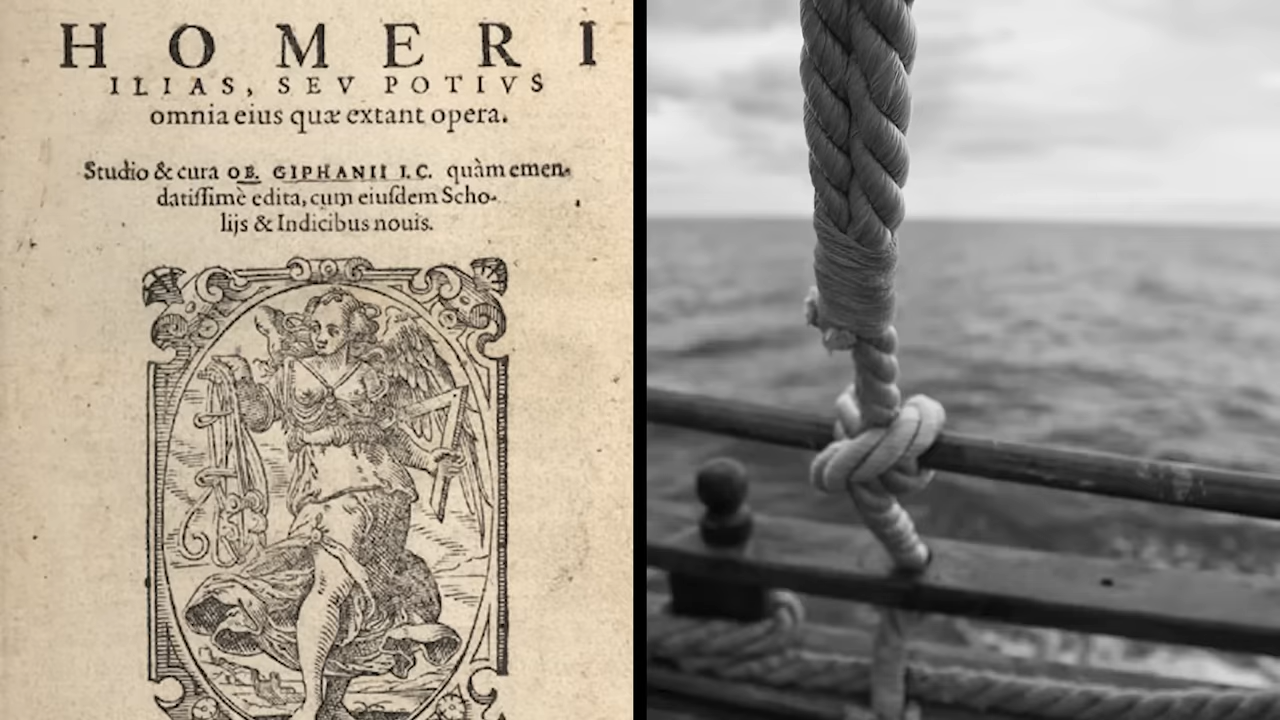 HOMERI
ILIAS, SEV POTIVS
omnia eius quæ extant opera.
Studio & cura OB. GIPHANII I.C. quàm emen-
datiſſimè edita, cum eiuſdem Scho-
lijs & Indicibus nouis.